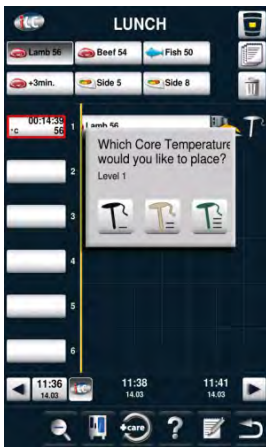 icc
LUNCH
Lamb 56
Beef 54
Fish 50
+3min.
Side 5
Side 8
00:14:39
°C 56
1
Lamb 56
Which Core Temperature
would you like to place?
Level 1
2
3
4
5
6
11:36
14.03
icc
11:38
14.03
11:41
14.03
+care
?